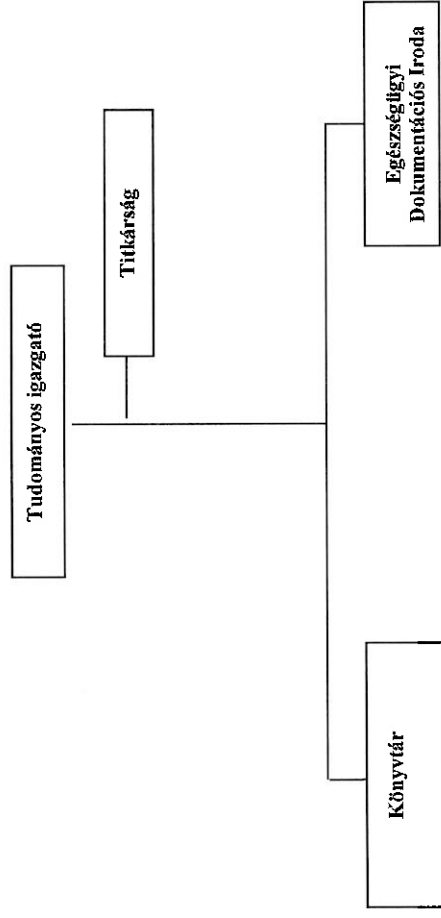 Tudományos igazgató
Titkárság
Könyvtár
Egészségügyi
Dokumentációs Iroda